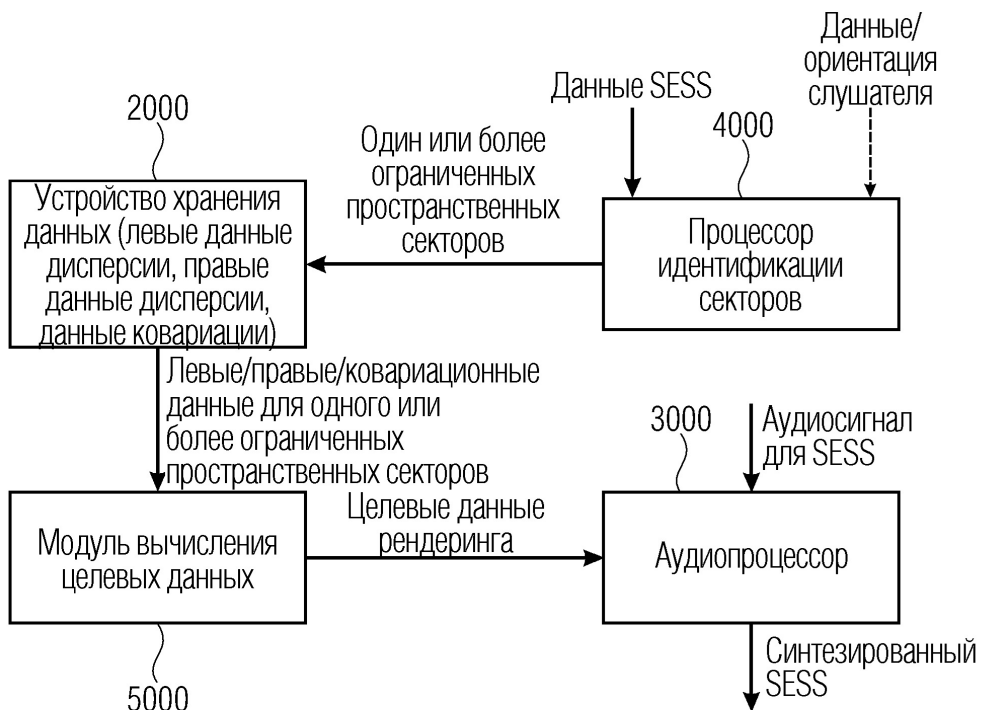 Данные/
ориентация
слушателя
Данные SESS
2000
4000
Один или более
ограниченных
пространственных
секторов
Устройство хранения
данных (левые данные
дисперсии, правые
данные дисперсии,
данные ковариации)
Процессор
идентификации
секторов
Левые/правые/ковариационные
данные для одного или
более ограниченных
пространственных секторов
3000
Аудиосигнал
для SESS
Модуль вычисления
целевых данных
Целевые данные
рендеринга
Аудиопроцессор
5000
Синтезированный
SESS